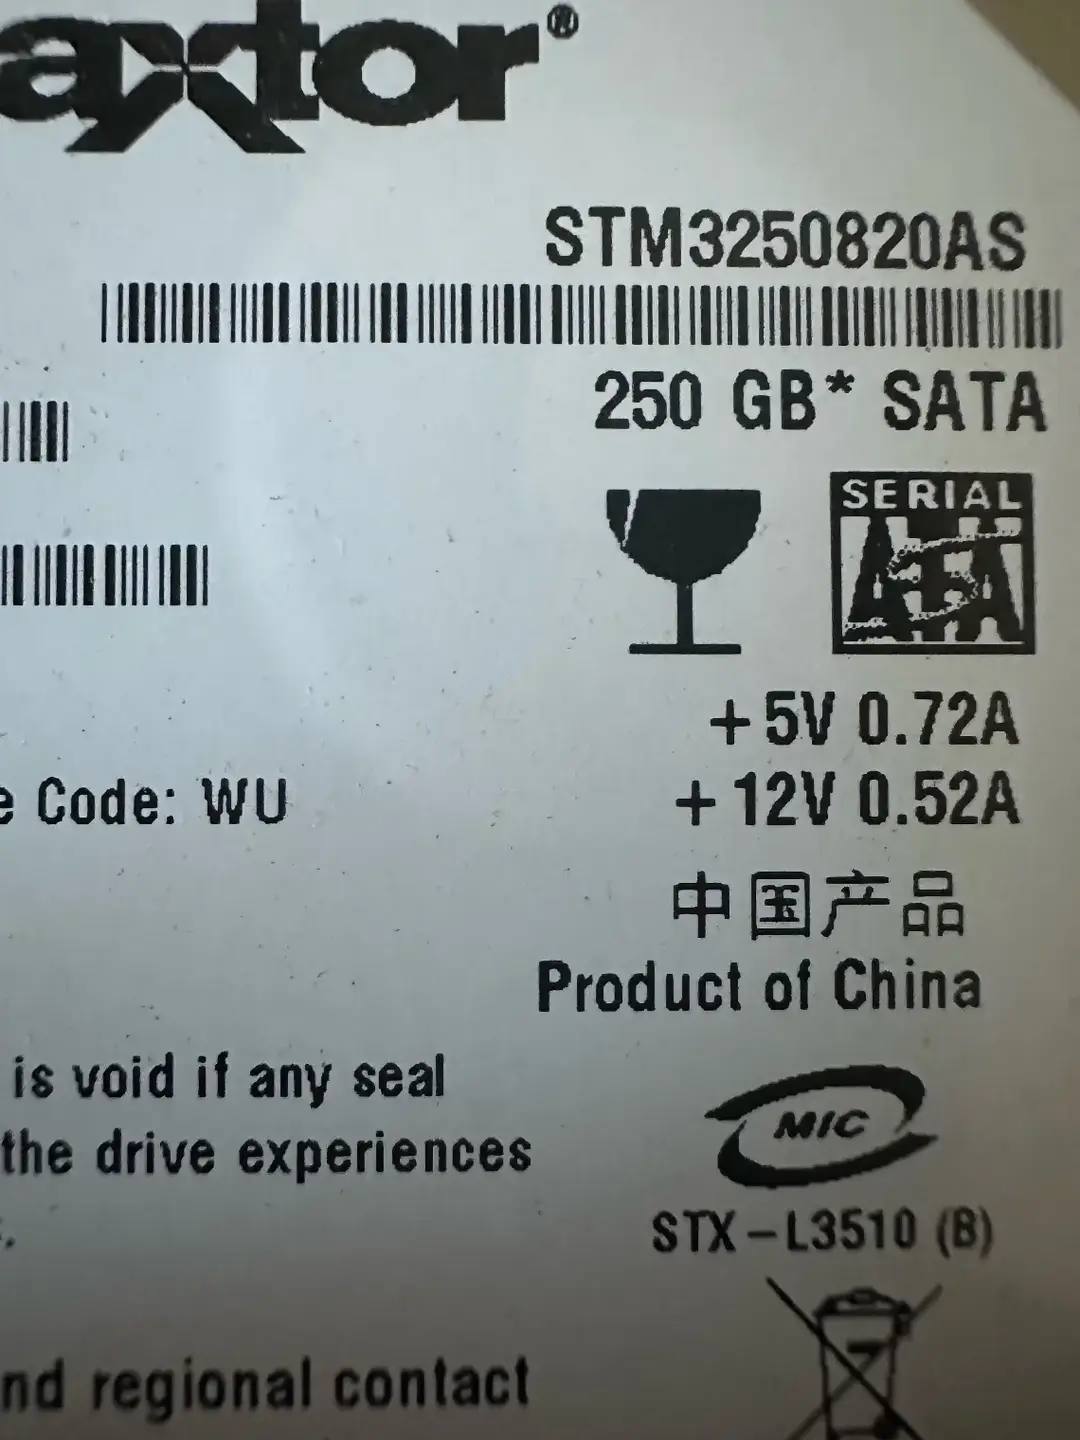 axtor®
STM3250820AS
250 GB* SATA
SERIAL
ATA
+5V 0.72A
e Code: WU
+12V 0.52A
中国产品
Product of China
is void if any seal
MIC
the drive experiences
STX-L3510 (B)
nd regional contact